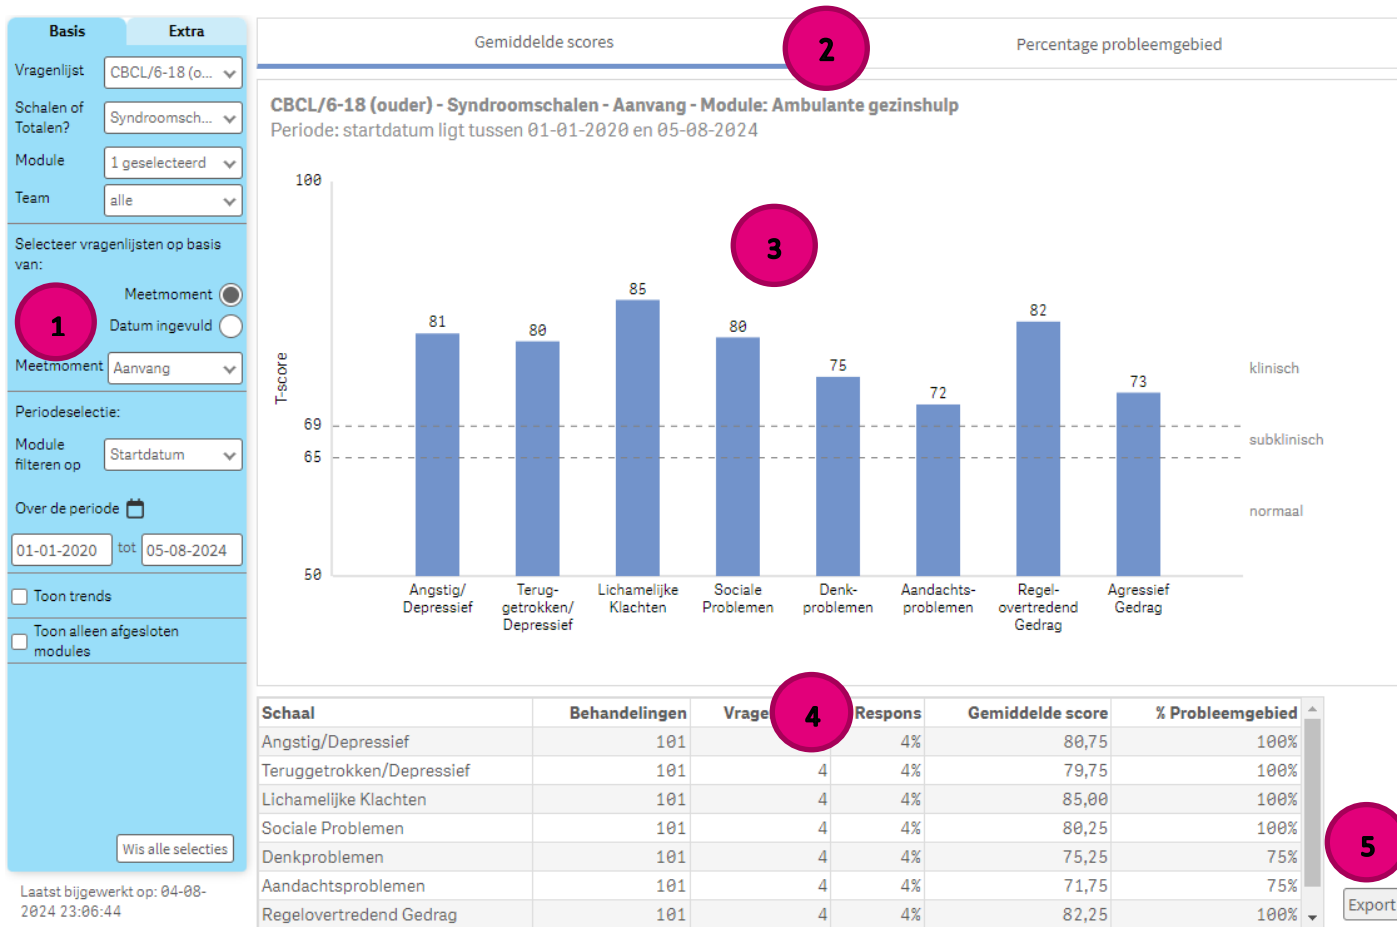 Basis
Extra
Vragenlijst
CBCL/6-18 (o...
Schalen of
Totalen?
Syndroomsch...
Module
1 geselecteerd
Team
alle
Selecteer vragenlijsten op basis
van:
Meetmoment
1
Datum ingevuld
Meetmoment
Aanvang
Periodeselectie:
Module
filteren op
Startdatum
Over de periode
01-01-2020 tot 05-08-2024
Toon trends
Toon alleen afgesloten
modules
Wis alle selecties
Laatst bijgewerkt op: 04-08-
2024 23:06:44
Gemiddelde scores
2
Percentage probleemgebied
CBCL/6-18 (ouder) - Syndroomschalen - Aanvang - Module: Ambulante gezinshulp
Periode: startdatum ligt tussen 01-01-2020 en 05-08-2024
3
T-score
100
69
65
50
81
80
85
80
75
72
82
73
klinisch
subklinisch
normaal
Angstig/
Depressief
Terug-
getrokken/
Depressief
Lichamelijke
Klachten
Sociale
Problemen
Denk-
problemen
Aandachts-
problemen
Regel-
overtredend
Gedrag
Agressief
Gedrag
4
Schaal Behandelingen Respons Gemiddelde score % Probleemgebied
Angstig/Depressief 101 4% 80,75 100%
Teruggetrokken/Depressief 101 4 4% 79,75 100%
Lichamelijke Klachten 101 4 4% 85,00 100%
Sociale Problemen 101 4 4% 80,25 100%
Denkproblemen 101 4 4% 75,25 75%
Aandachtsproblemen 101 4 4% 71,75 75%
Regelovertredend Gedrag 101 4 4% 82,25 100%
5
Export